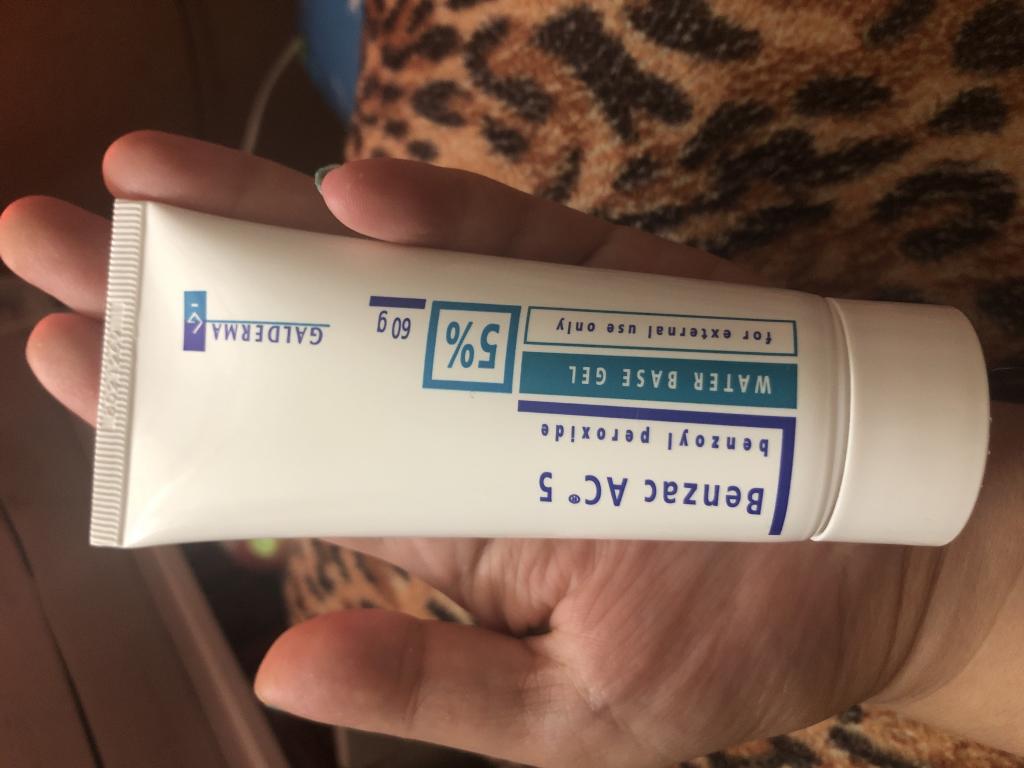 Benzac AC® 5
benzoyl peroxide
WATER BASE GEL
for external use only
5%
60 g
GALDERMA